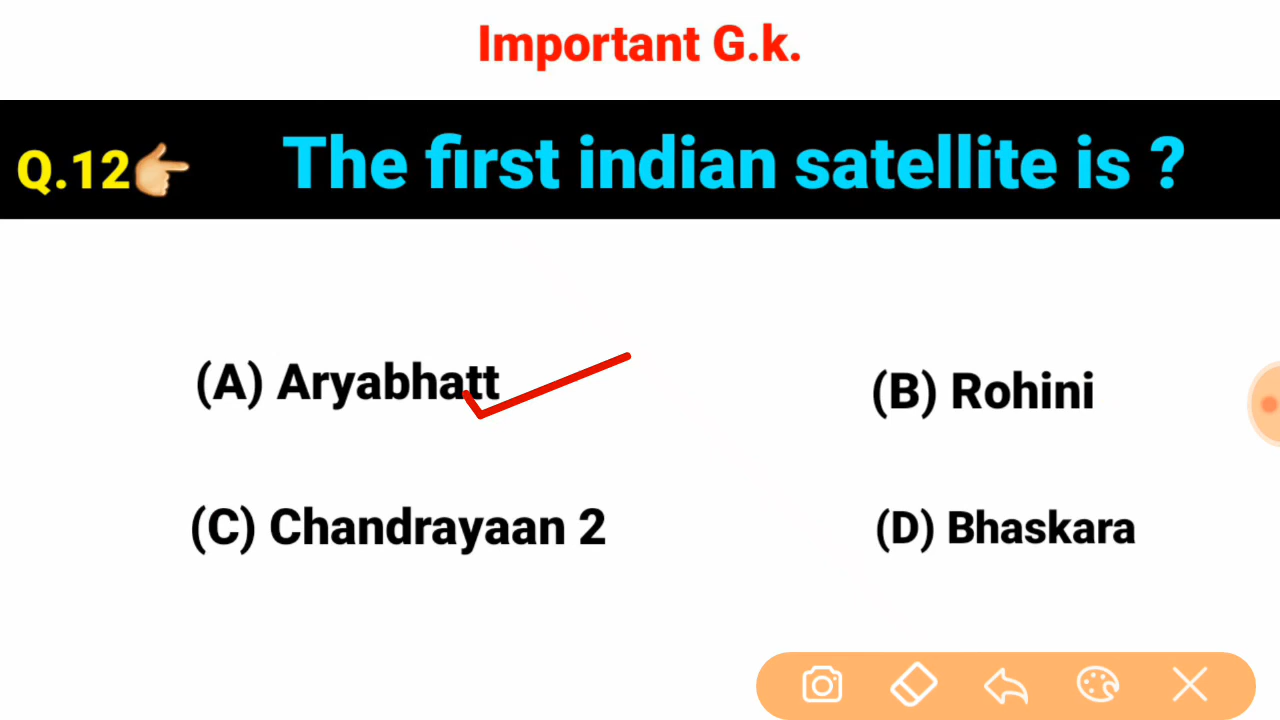 Important G.k.
Q.12👉 The first indian satellite is ?
(A) Aryabhatt
(B) Rohini
(C) Chandrayaan 2
(D) Bhaskara